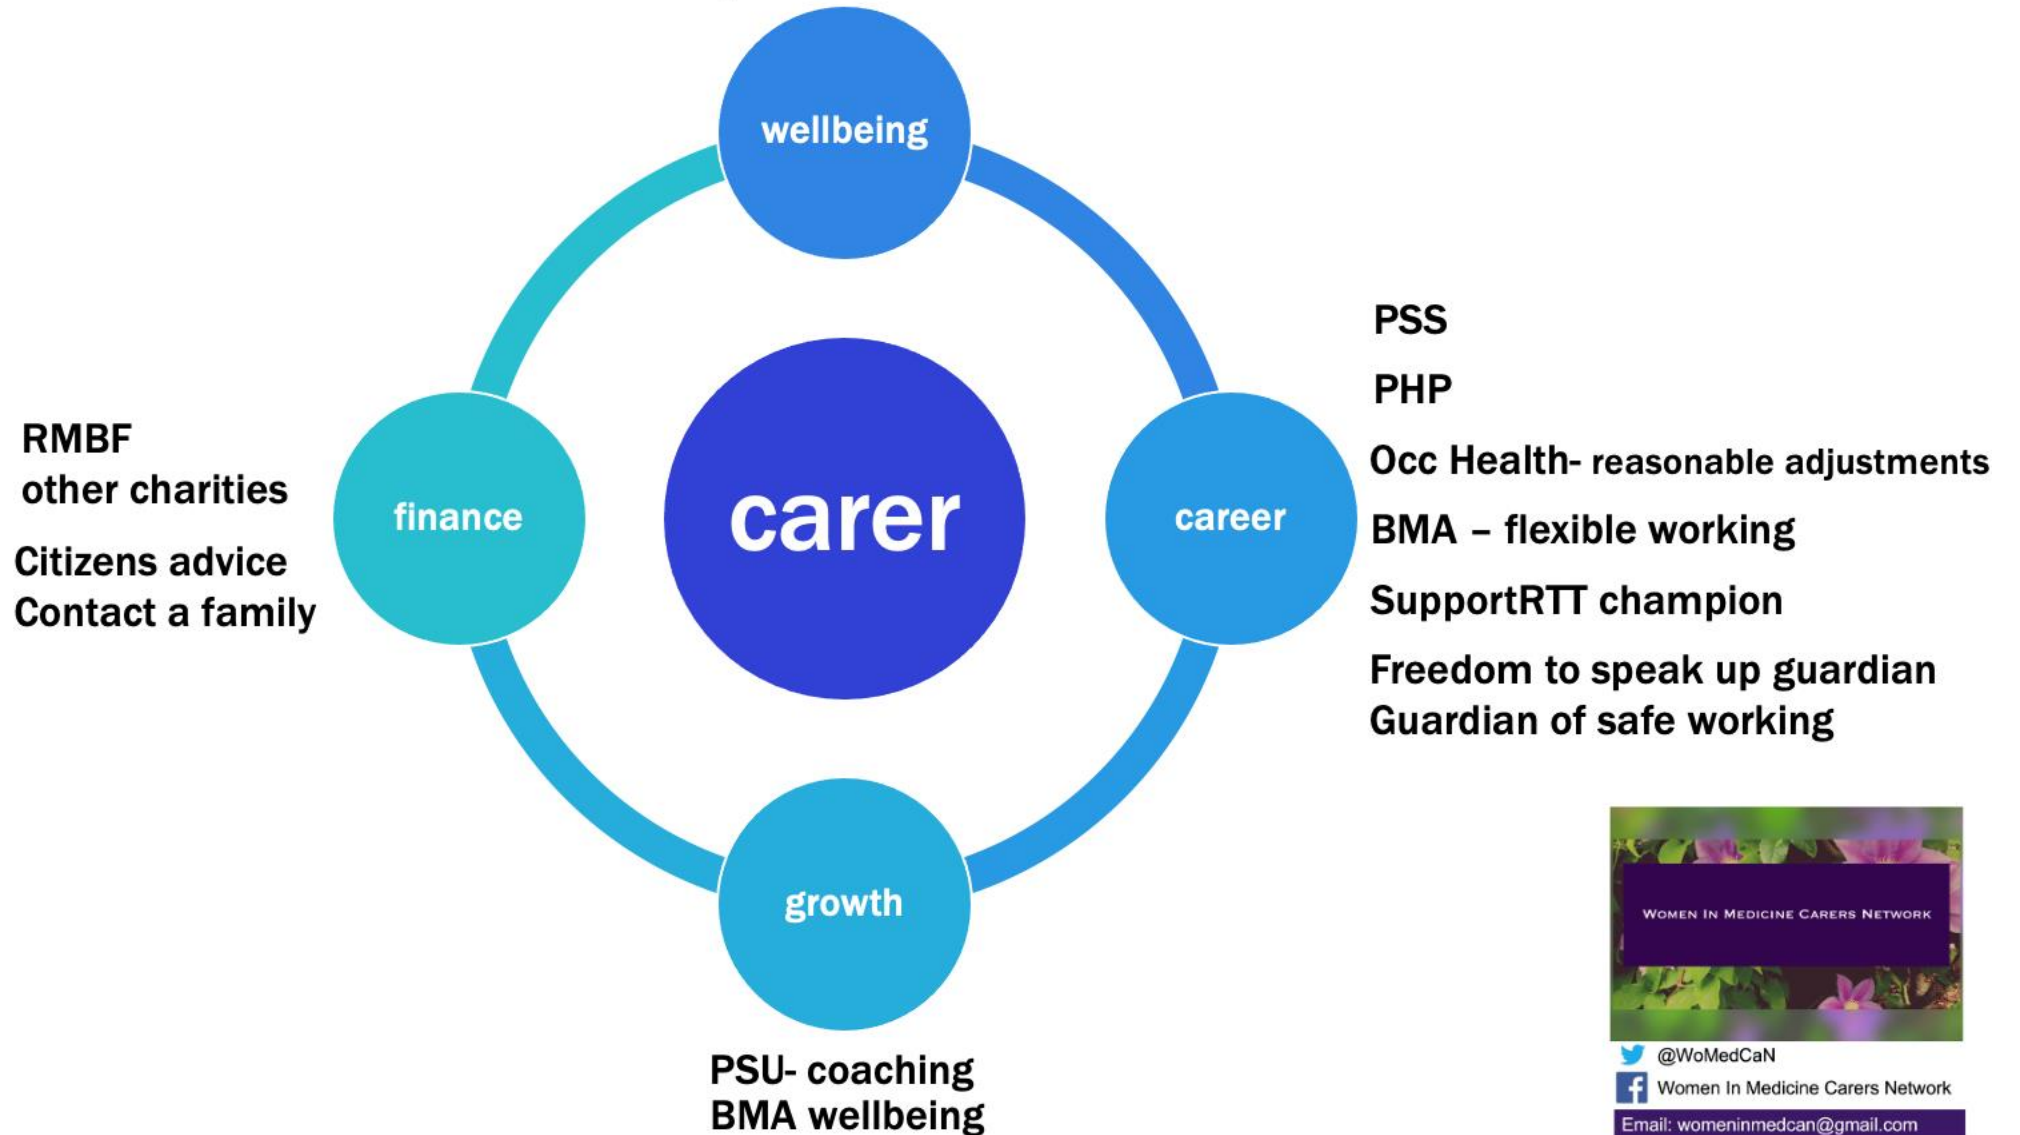 wellbeing
PSS
PHP
Occ Health- reasonable adjustments
BMA – flexible working
SupportRTT champion
Freedom to speak up guardian
Guardian of safe working
career
carer
finance
RMBF
other charities
Citizens advice
Contact a family
growth
PSU- coaching
BMA wellbeing
WOMEN IN MEDICINE CARERS NETWORK
@WoMedCaN
Women In Medicine Carers Network
Email: womeninmedcan@gmail.com